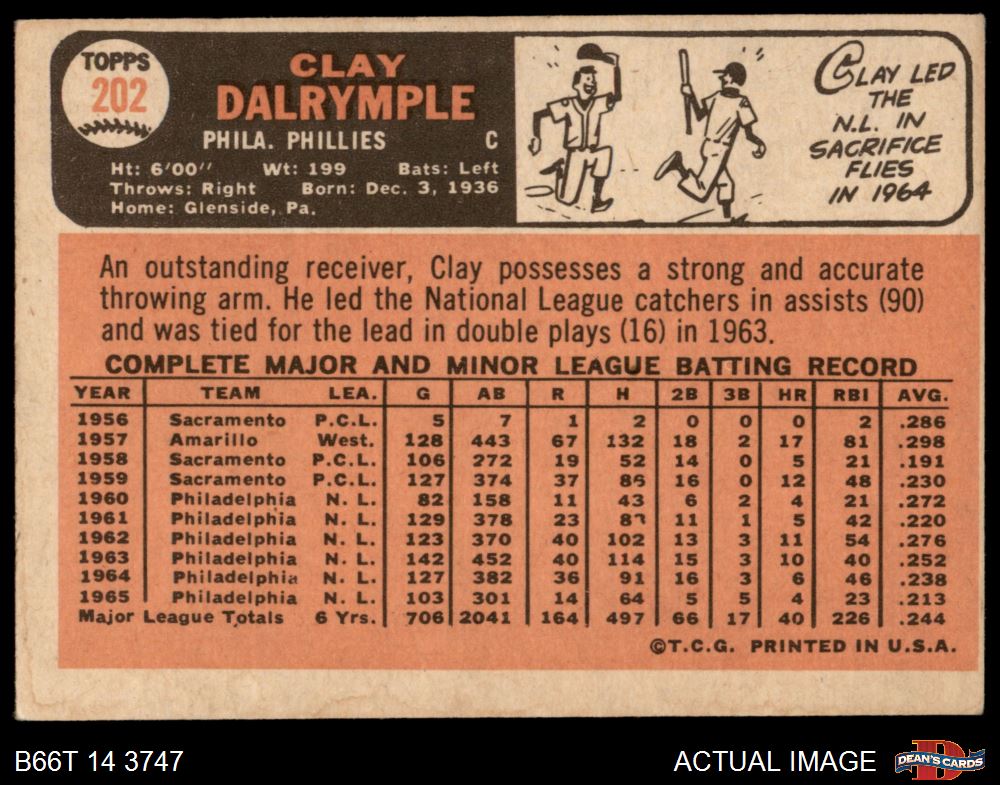 TOPPS
202
CLAY
DALRYMPLE
PHILA. PHILLIES C
Ht: 6'00" Wt: 199 Bats: Left
Throws: Right Born: Dec. 3, 1936
Home: Glenside, Pa.
CLAY LED
THE
N.L. IN
SACRIFICE
FLIES
IN 1964
An outstanding receiver, Clay possesses a strong and accurate
throwing arm. He led the National League catchers in assists (90)
and was tied for the lead in double plays (16) in 1963.
COMPLETE MAJOR AND MINOR LEAGUE BATTING RECORD
YEAR TEAM LEA. G AB R H 2B 3B HR RBI AVG.
1956 Sacramento P.C.L. 5 7 1 2 0 0 0 2 .286
1957 Amarillo West. 128 443 67 132 18 2 17 81 .298
1958 Sacramento P.C.L. 106 272 19 52 14 0 5 21 .191
1959 Sacramento P.C.L. 127 374 37 86 16 0 12 48 .230
1960 Philadelphia N. L. 82 158 11 43 6 2 4 21 .272
1961 Philadelphia N. L. 129 378 23 11 1 5 42 .220
1962 Philadelphia N. L. 123 370 40 102 13 3 11 54 .276
1963 Philadelphia N. L. 142 452 40 114 15 3 10 40 .252
1964 Philadelphia N. L. 127 382 36 91 16 3 6 46 .238
1965 Philadelphia N. L. 103 301 14 64 5 5 4 23 .213
Major League Totals 6 Yrs. 706 2041 164 497 66 17 40 226 .244
©T.C.G. PRINTED IN U.S.A.
B66T 14 3747 ACTUAL IMAGE DEAN'S CARDS